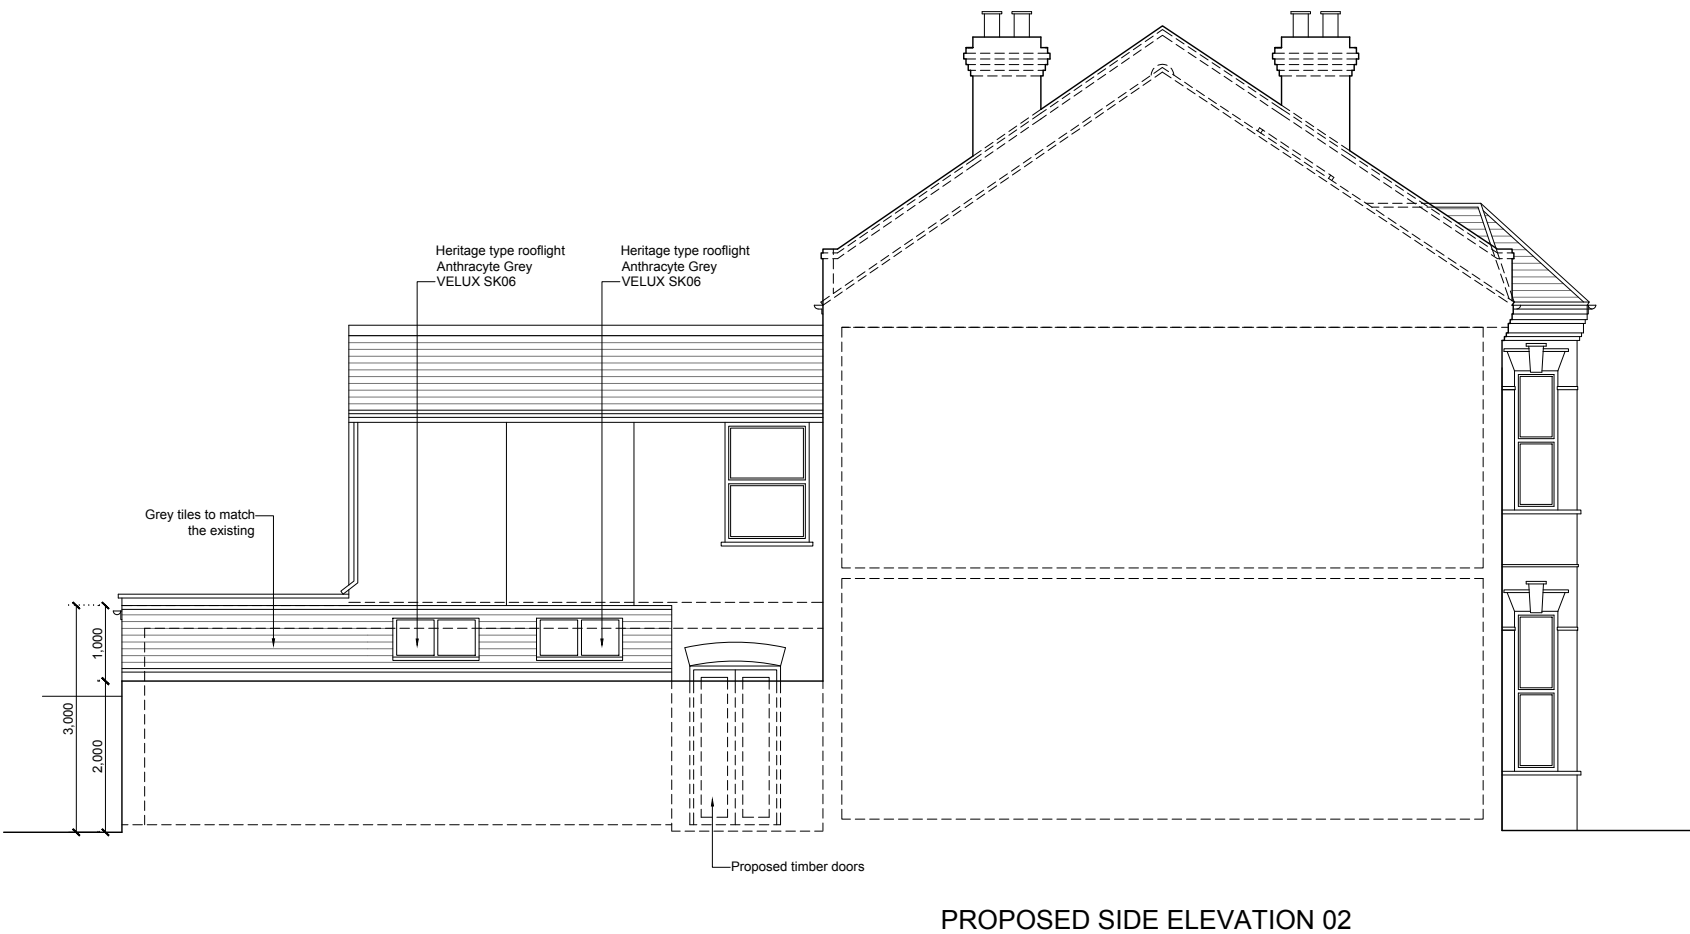 Heritage type rooflight
Anthracyte Grey
VELUX SK06
Heritage type rooflight
Anthracyte Grey
VELUX SK06
Grey tiles to match
the existing
1,000
3,000
2,000
Proposed timber doors
PROPOSED SIDE ELEVATION 02